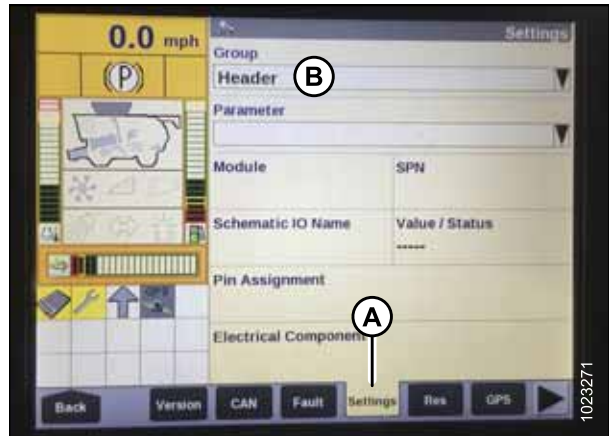 0.0 mph
(P)
Settings
Group
Header
B
Parameter
Module
SPN
Schematic IO Name
Value / Status
-----
Pin Assignment
A
Electrical Component
Back
Version
CAN
Fault
Settings
Res
GPS
1023271